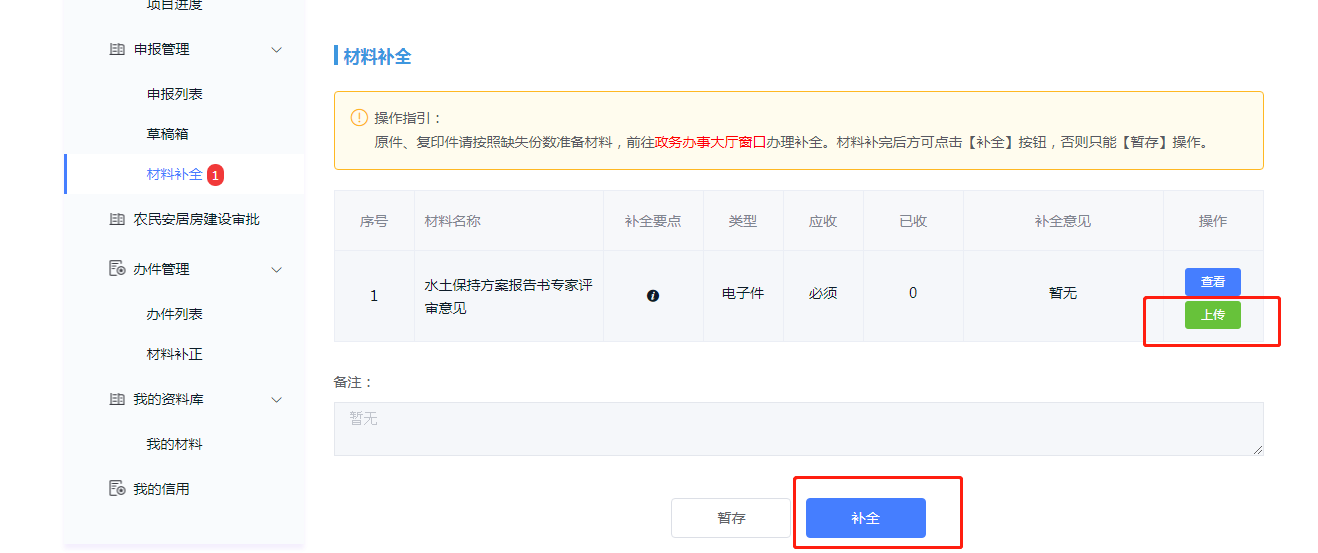 项目进度
申报管理
申报列表
草稿箱
材料补全 1
农民安居房建设审批
办件管理
办件列表
材料补正
我的资料库
我的材料
我的信用
材料补全
操作指引：
原件、复印件请按照缺失份数准备材料，前往政务办事大厅窗口办理补全。材料补完后方可点击【补全】按钮，否则只能【暂存】操作。
序号 材料名称 补全要点 类型 应收 已收 补全意见 操作
1 水土保持方案报告书专家评 电子件 必须 0 暂无 查看
审意见 上传
备注：
暂无
暂存 补全